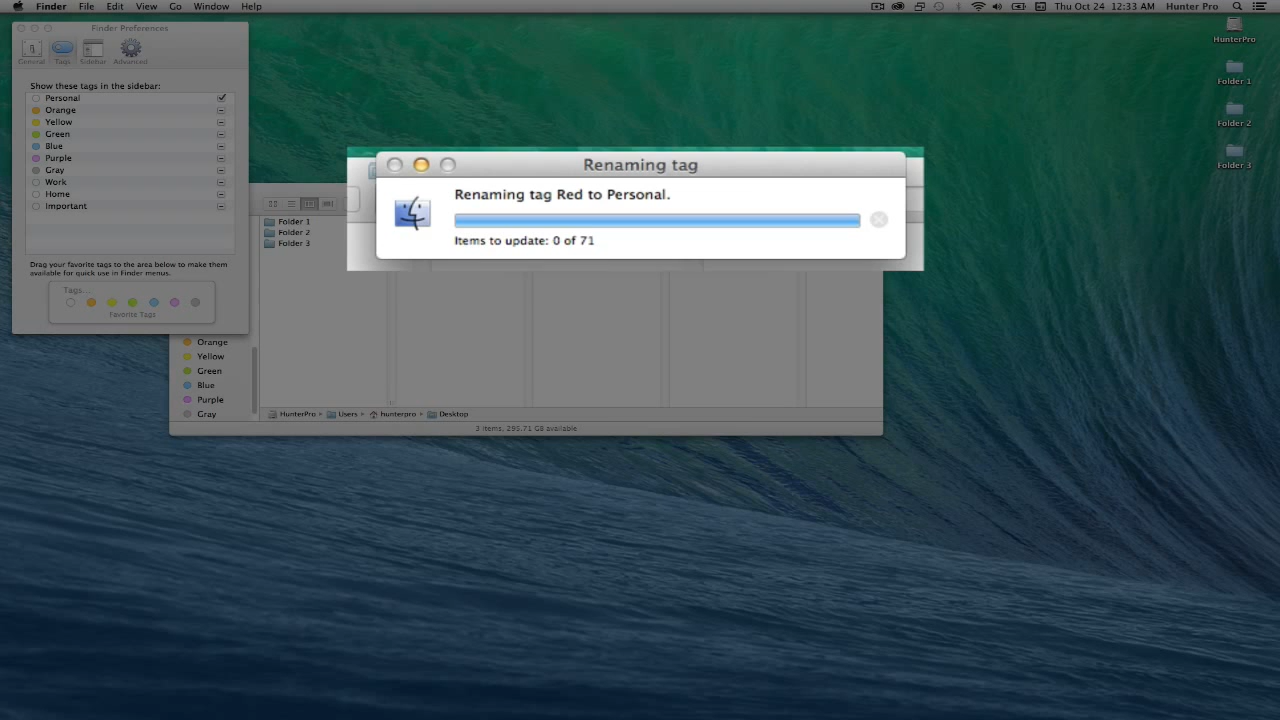 Finder File Edit View Go Window Help
Thu Oct 24 12:33 AM Hunter Pro
Finder Preferences
General Tags Sidebar Advanced
Show these tags in the sidebar:
Personal
Orange
Yellow
Green
Blue
Purple
Gray
Work
Home
Important
Drag your favorite tags to the area below to make them
available for quick use in Finder menus.
Tags...
Favorite Tags
Renaming tag
Renaming tag Red to Personal.
Items to update: 0 of 71
Folder 1
Folder 2
Folder 3
Orange
Yellow
Green
Blue
Purple
Gray
HunterPro ▸ Users ▸ hunterpro ▸ Desktop
3 items, 295.71 GB available
HunterPro
Folder 1
Folder 2
Folder 3